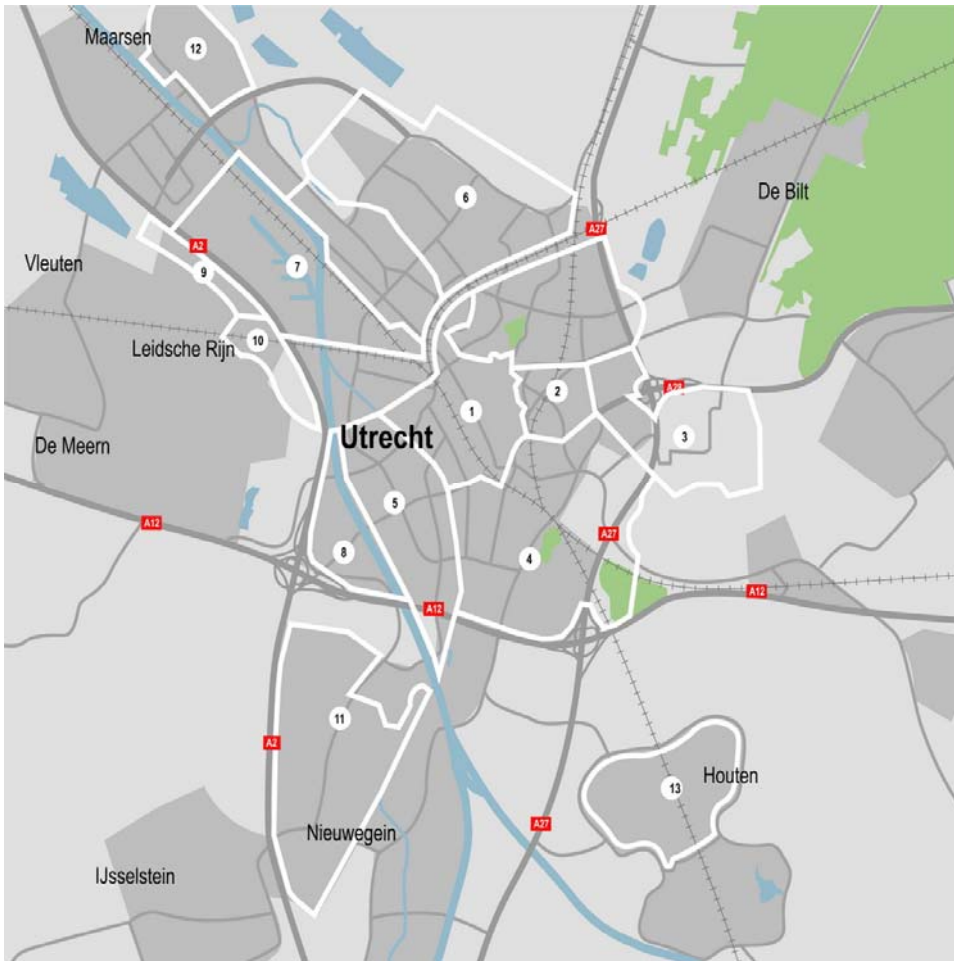 Maarsen
12
De Bilt
6
A27
A2
Vleuten
7
9
10
Leidsche Rijn
2
A28
1
3
Utrecht
De Meern
5
A12
A27
8
4
A12
A12
11
A2
Houten
13
A27
Nieuwegein
IJsselstein